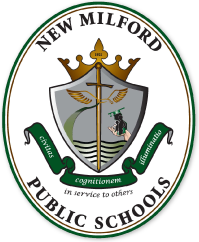 NEW MILFORD
civitas
cognitionem
illuminatio
in service to others
PUBLIC SCHOOLS